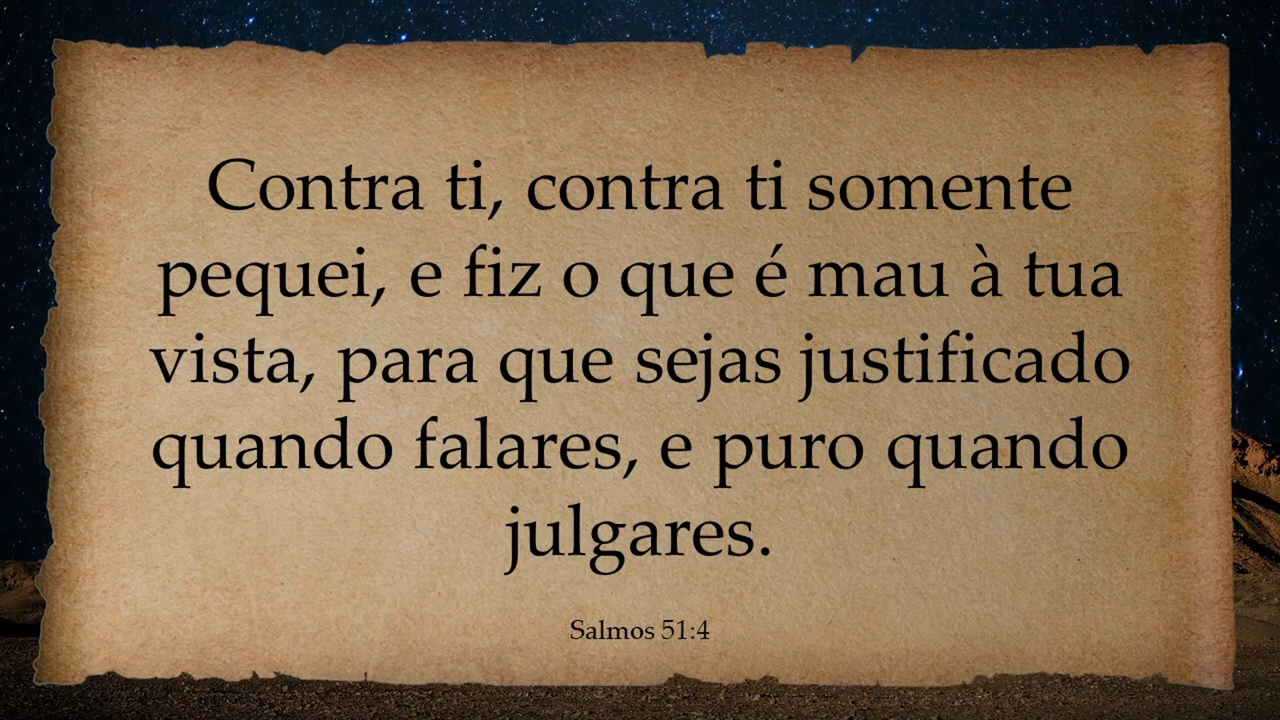 Contra ti, contra ti somente
pequei, e fiz o que é mau à tua
vista, para que sejas justificado
quando falares, e puro quando
julgares.
Salmos 51:4